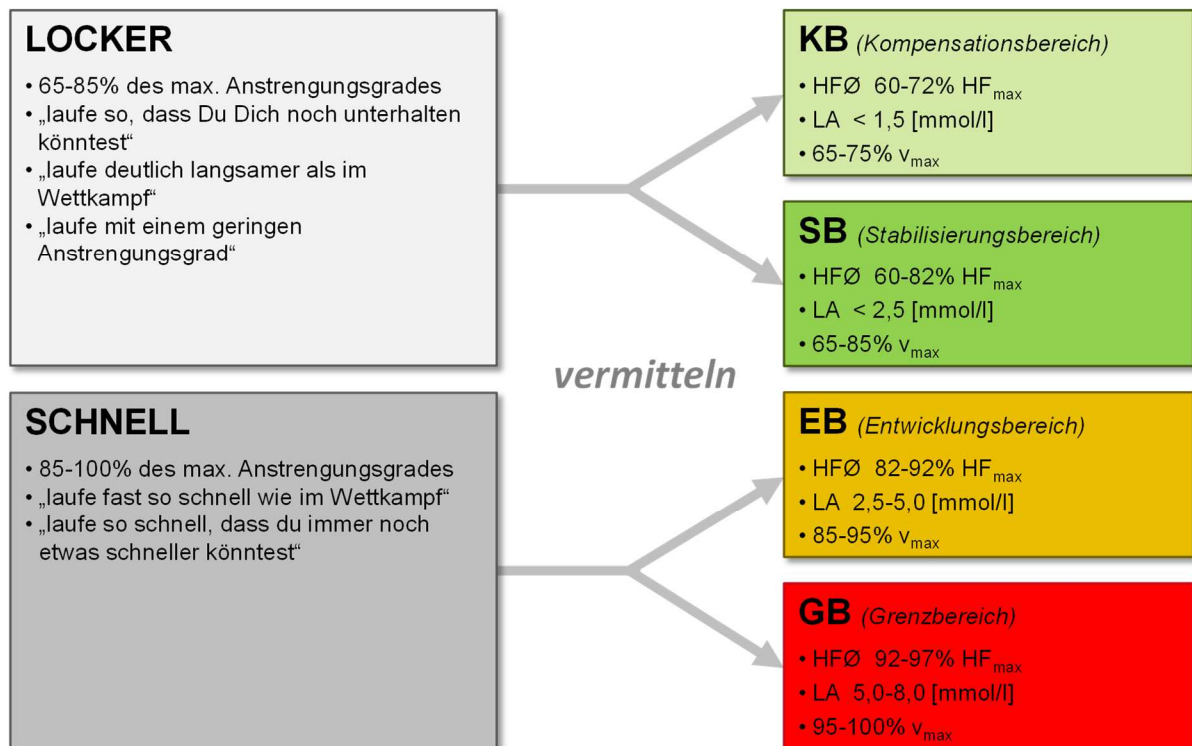 LOCKER
• 65-85% des max. Anstrengungsgrades
• „laufe so, dass Du Dich noch unterhalten
könntest“
• „laufe deutlich langsamer als im
Wettkampf“
• „laufe mit einem geringen
Anstrengungsgrad“
KB (Kompensationsbereich)
• HFØ 60-72% HFmax
• LA < 1,5 [mmol/l]
• 65-75% vmax
SB (Stabilisierungsbereich)
• HFØ 60-82% HFmax
• LA < 2,5 [mmol/l]
• 65-85% vmax
vermitteln
SCHNELL
• 85-100% des max. Anstrengungsgrades
• „laufe fast so schnell wie im Wettkampf“
• „laufe so schnell, dass du immer noch
etwas schneller könntest“
EB (Entwicklungsbereich)
• HFØ 82-92% HFmax
• LA 2,5-5,0 [mmol/l]
• 85-95% vmax
GB (Grenzbereich)
• HFØ 92-97% HFmax
• LA 5,0-8,0 [mmol/l]
• 95-100% vmax